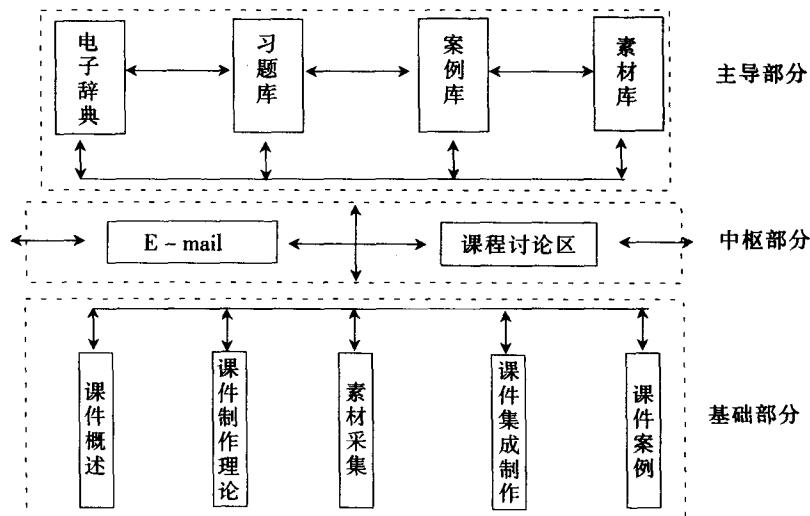 电子辞典
习题库
案例库
素材库
主导部分
E-mail
课程讨论区
中枢部分
课件概述
课件制作理论
素材采集
课件集成制作
课件案例
基础部分